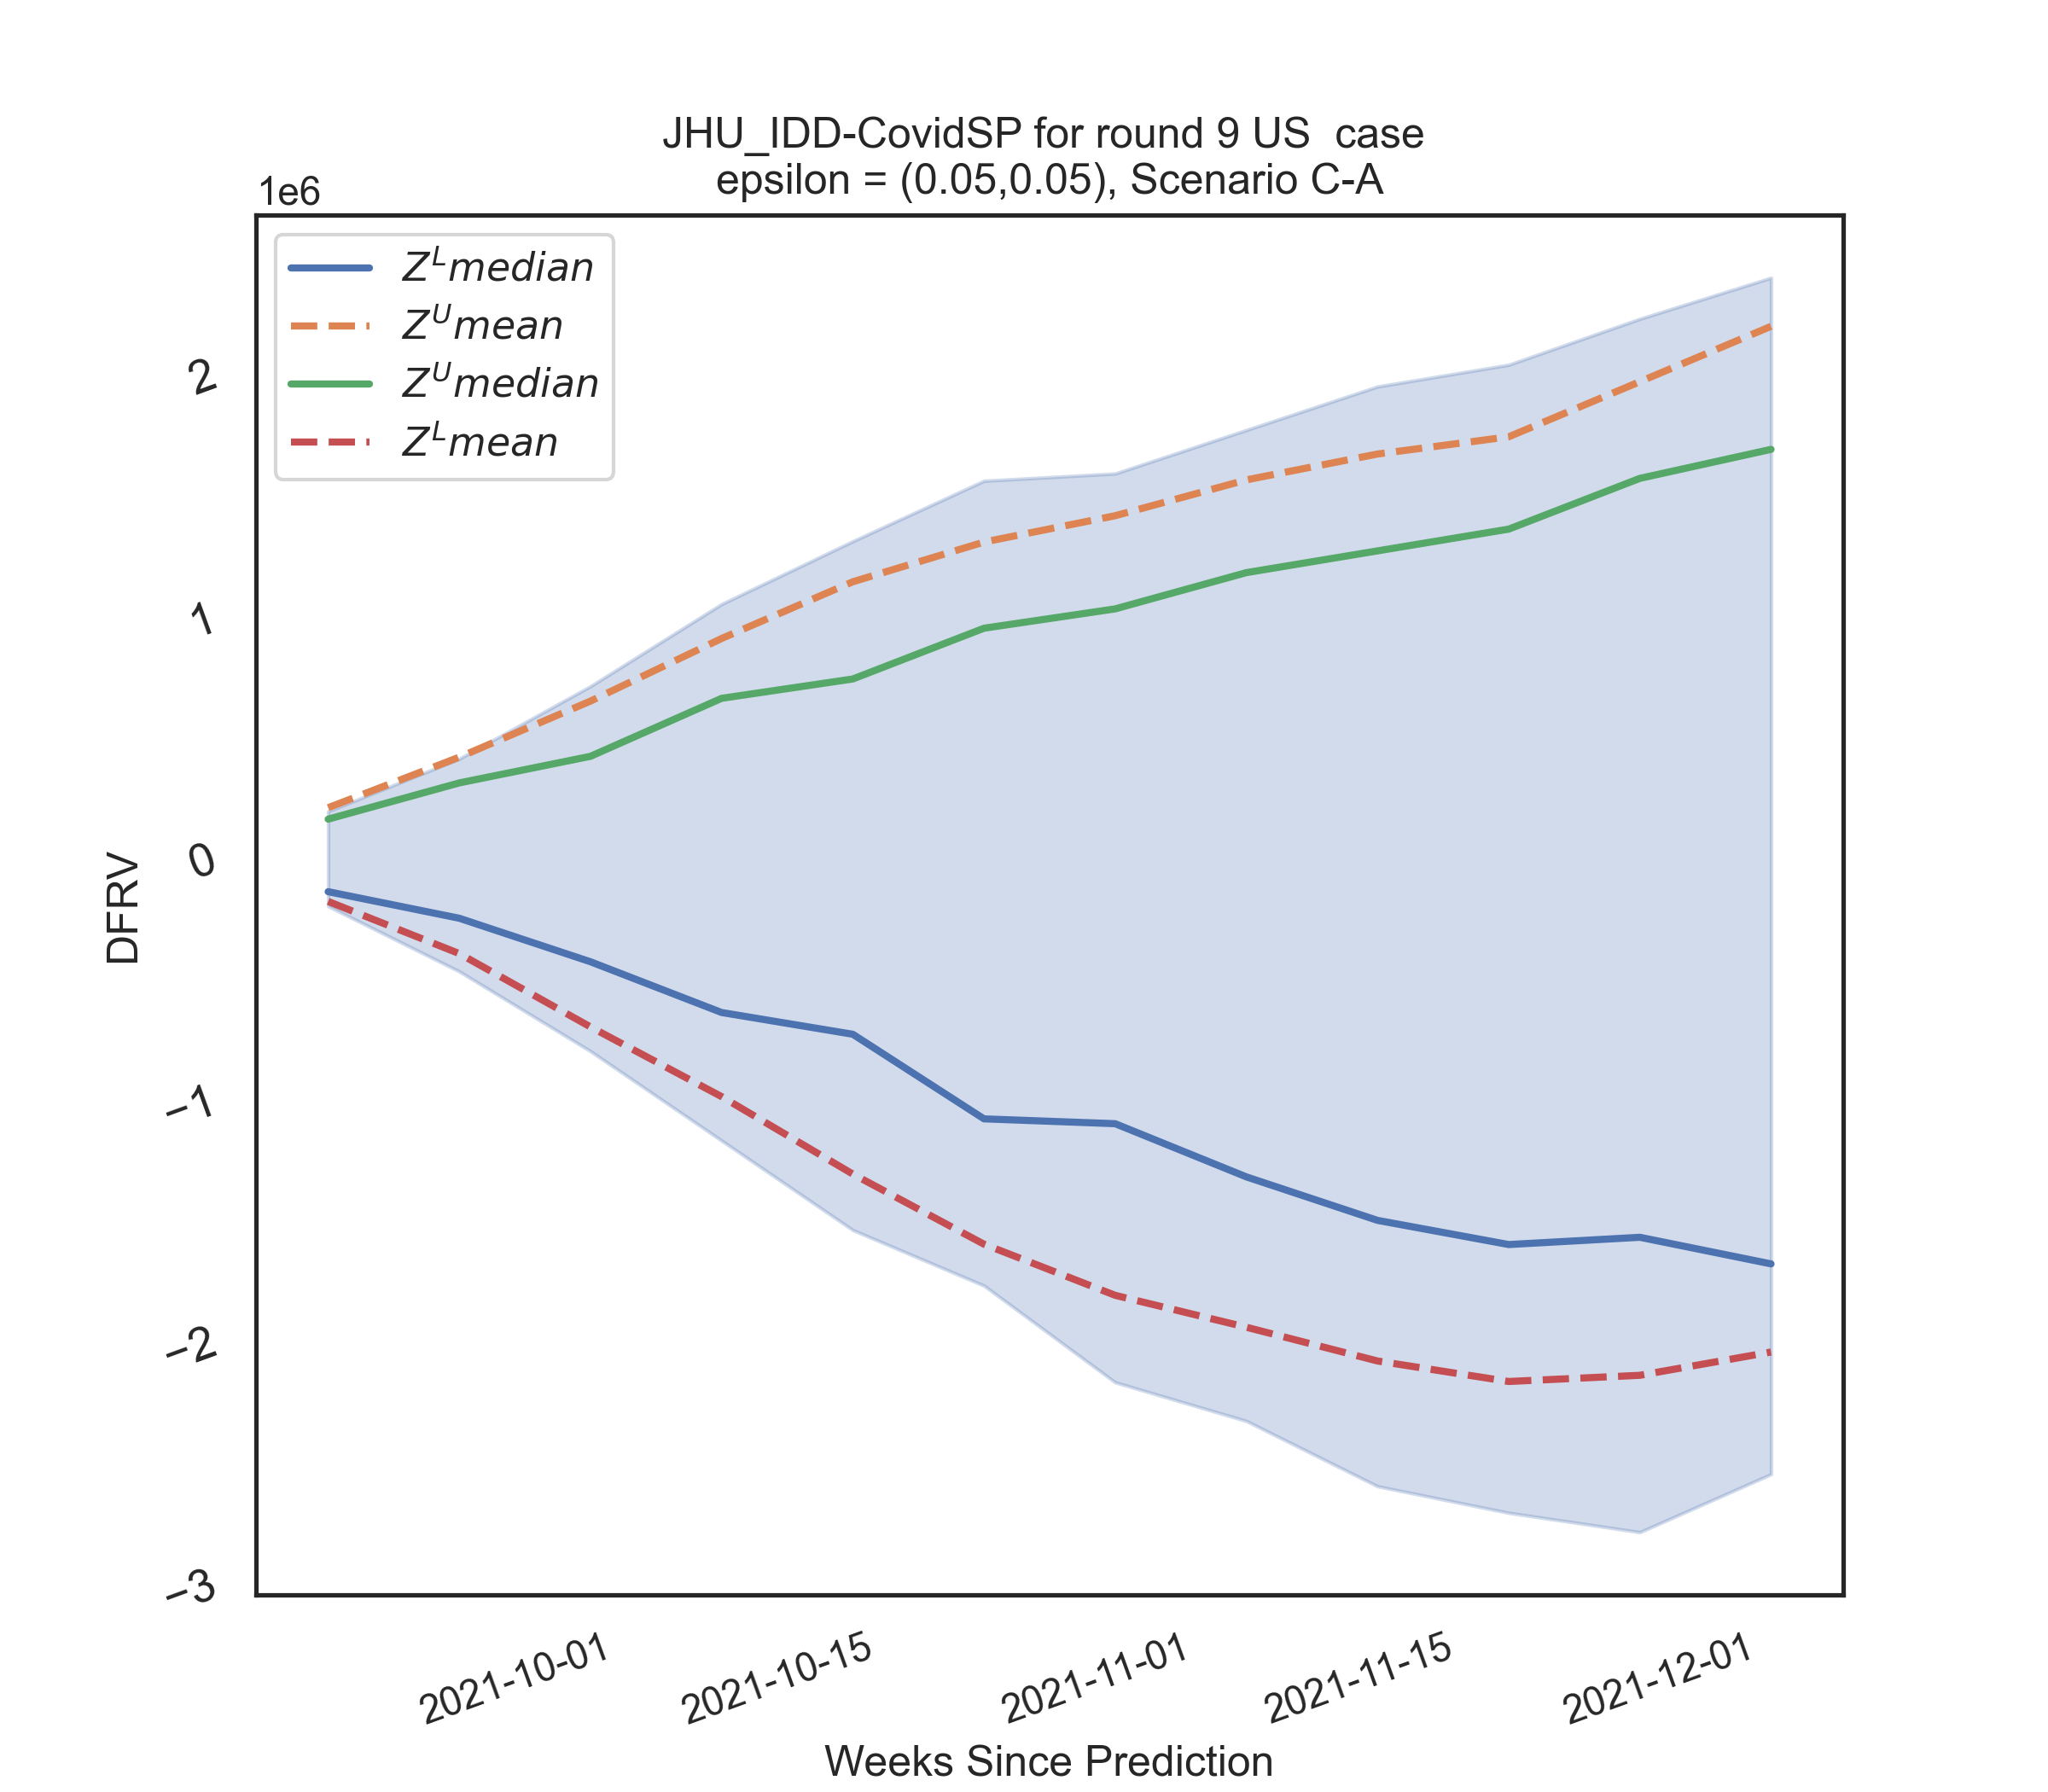 JHU_IDD-CovidSP for round 9 US  case
epsilon = (0.05,0.05), Scenario C-A
1e6
Z^L median
Z^U mean
Z^U median
Z^L mean
2
1
0
−1
−2
−3
DFRV
2021-10-01
2021-10-15
2021-11-01
2021-11-15
2021-12-01
Weeks Since Prediction